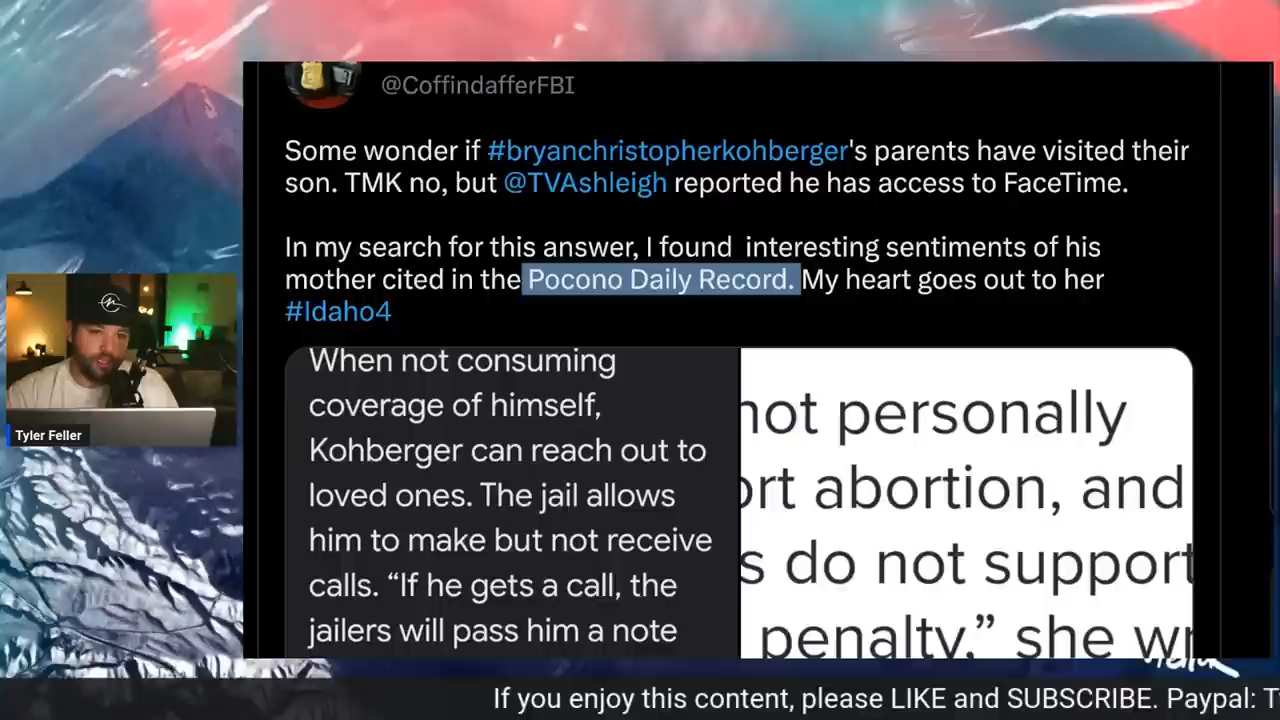 @CoffindafferFBI
Some wonder if #bryanchristopherkohberger's parents have visited their
son. TMK no, but @TVAshleigh reported he has access to FaceTime.
In my search for this answer, I found interesting sentiments of his
mother cited in the Pocono Daily Record. My heart goes out to her
#Idaho4
When not consuming
coverage of himself,
Kohberger can reach out to
loved ones. The jail allows
him to make but not receive
calls. “If he gets a call, the
jailers will pass him a note
not personally
ort abortion, and
s do not support
penalty,” she wr
Tyler Feller
If you enjoy this content, please LIKE and SUBSCRIBE. Paypal: T